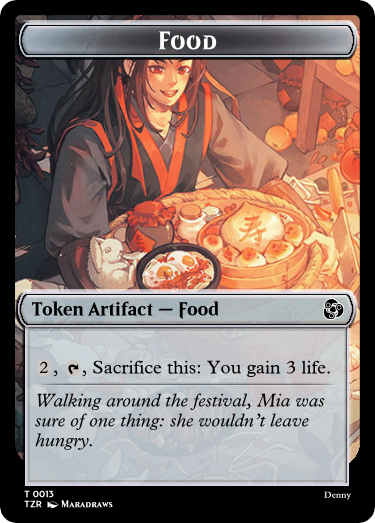 Food
寿
Token Artifact — Food
2 , , Sacrifice this: You gain 3 life.
Walking around the festival, Mia was
sure of one thing: she wouldn't leave
hungry.
T 0013
TZR Maradraws
Denny